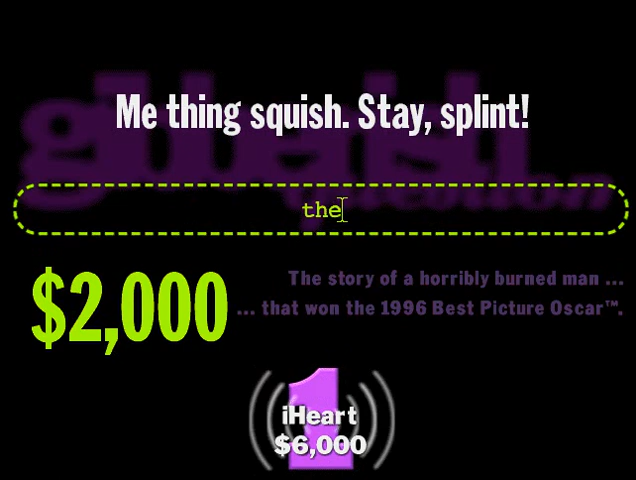 Me thing squish. Stay, splint!
the
$2,000
The story of a horribly burned man ...
... that won the 1996 Best Picture Oscar™.
1
iHeart
$6,000